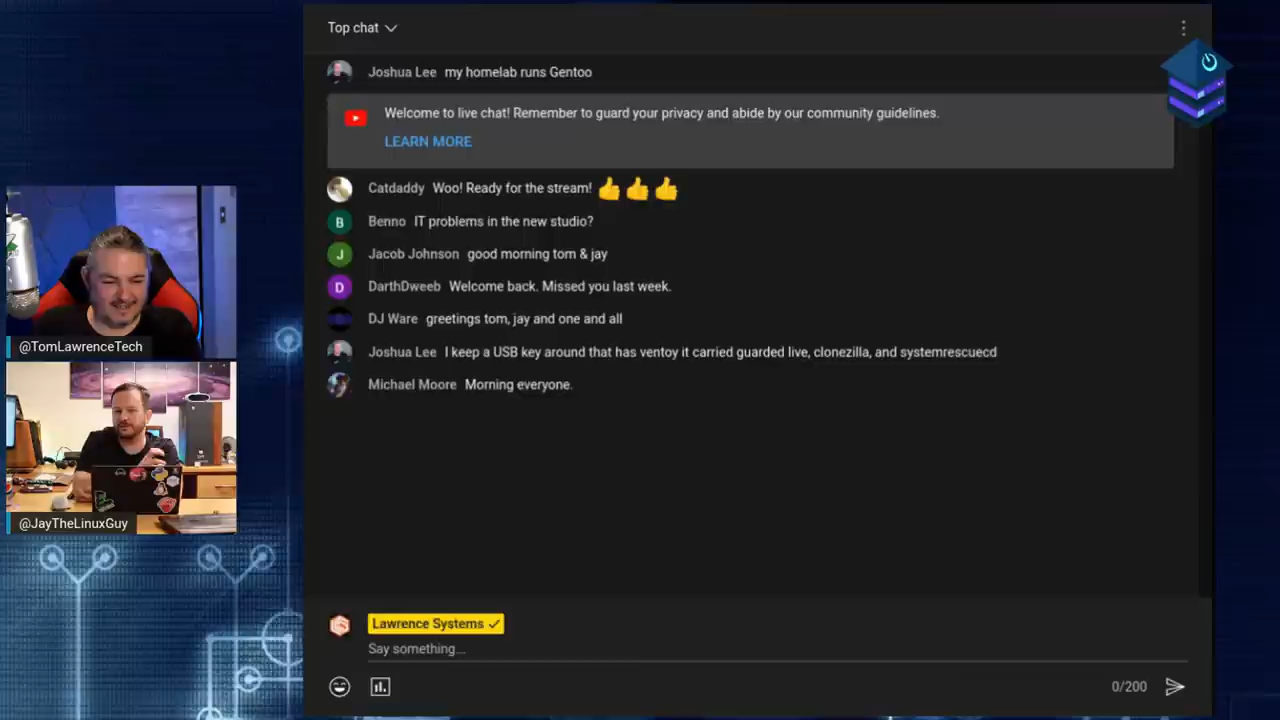 Top chat
Joshua Lee my homelab runs Gentoo
Welcome to live chat! Remember to guard your privacy and abide by our community guidelines.
LEARN MORE
Catdaddy Woo! Ready for the stream! 👍👍👍
B Benno IT problems in the new studio?
J Jacob Johnson good morning tom & jay
D DarthDweeb Welcome back. Missed you last week.
DJ Ware greetings tom, jay and one and all
@TomLawrenceTech
Joshua Lee I keep a USB key around that has ventoy it carried guarded live, clonezilla, and systemrescuecd
Michael Moore Morning everyone.
@JayTheLinuxGuy
Lawrence Systems ✓
Say something...
0/200